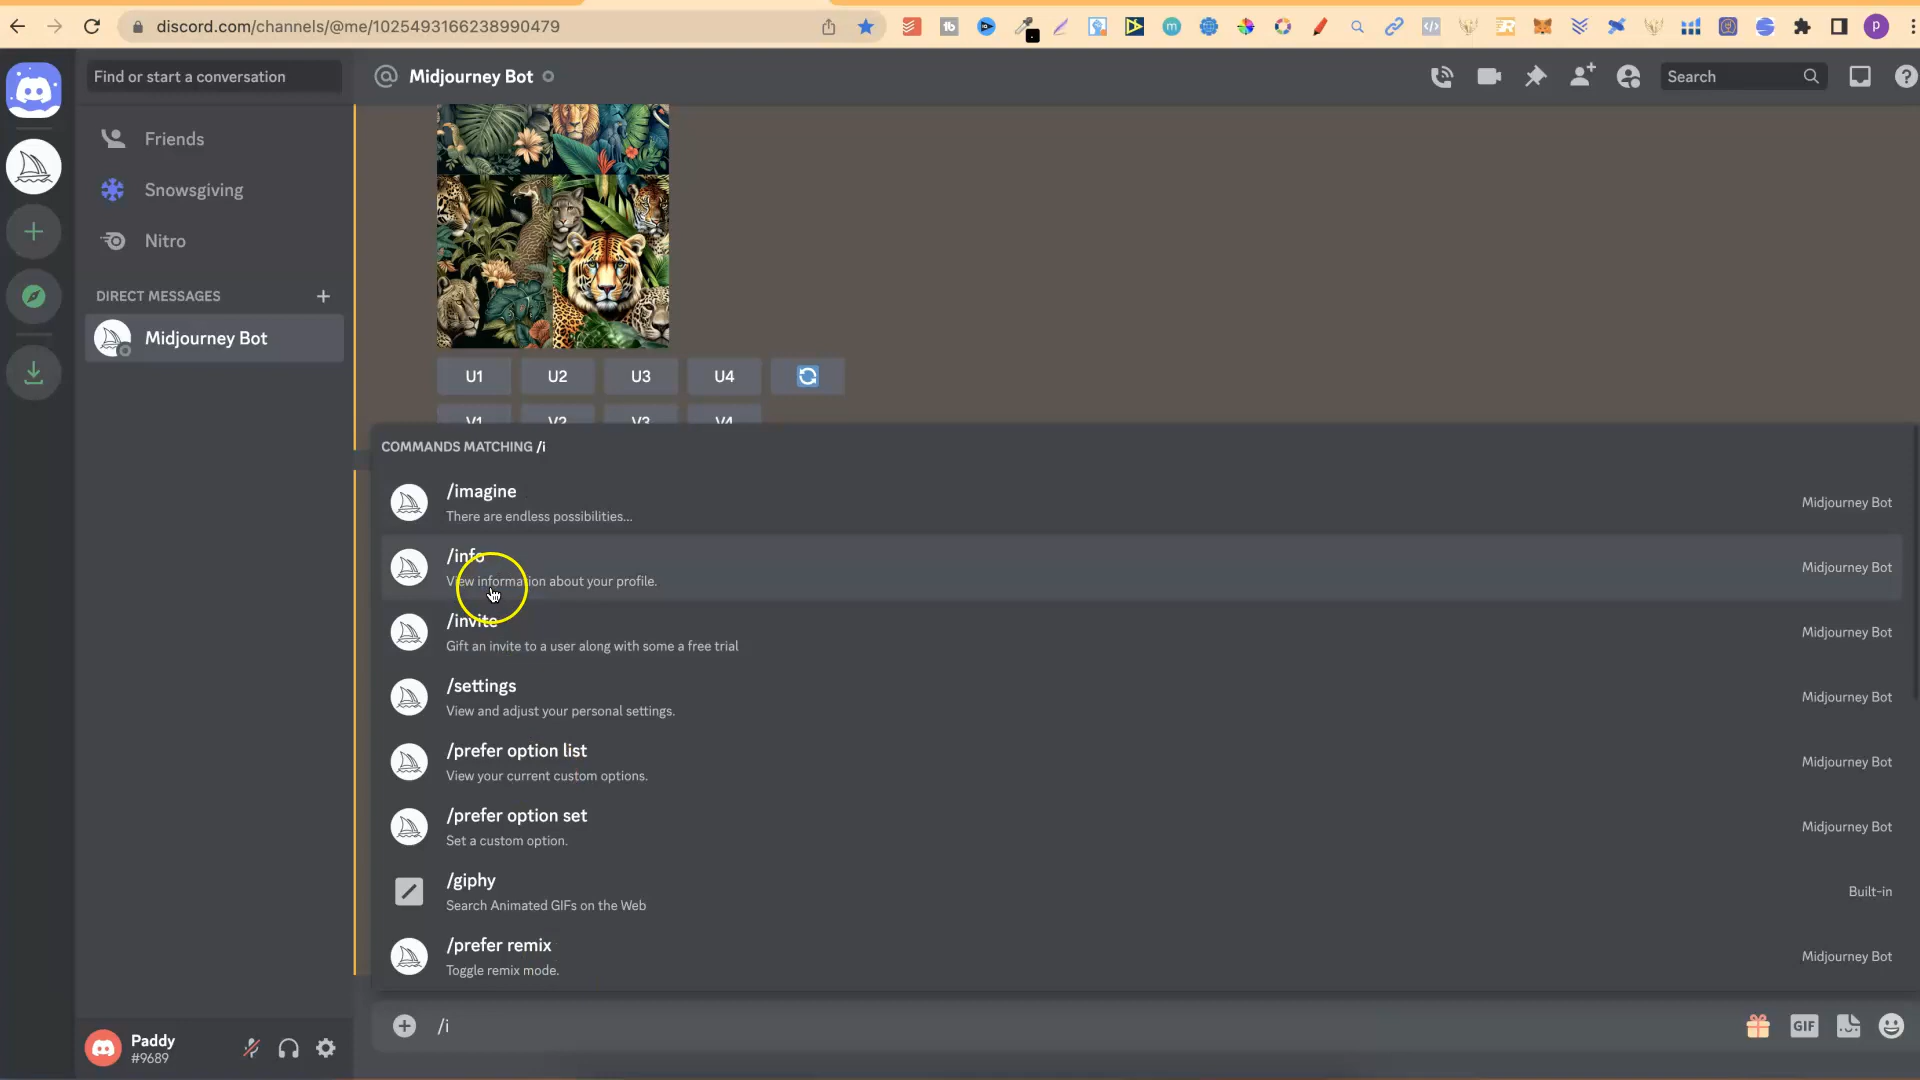 discord.com/channels/@me/1025493166238990479
Find or start a conversation
Midjourney Bot
Search
Friends
Snowsgiving
Nitro
DIRECT MESSAGES
Midjourney Bot
U1 U2 U3 U4
V1 V2 V3 V4
COMMANDS MATCHING /i
/imagine
There are endless possibilities...
Midjourney Bot
/info
View information about your profile.
Midjourney Bot
/invite
Gift an invite to a user along with some a free trial
Midjourney Bot
/settings
View and adjust your personal settings.
Midjourney Bot
/prefer option list
View your current custom options.
Midjourney Bot
/prefer option set
Set a custom option.
Midjourney Bot
/giphy
Search Animated GIFs on the Web
Built-in
/prefer remix
Toggle remix mode.
Midjourney Bot
/i
GIF
Paddy
#9689